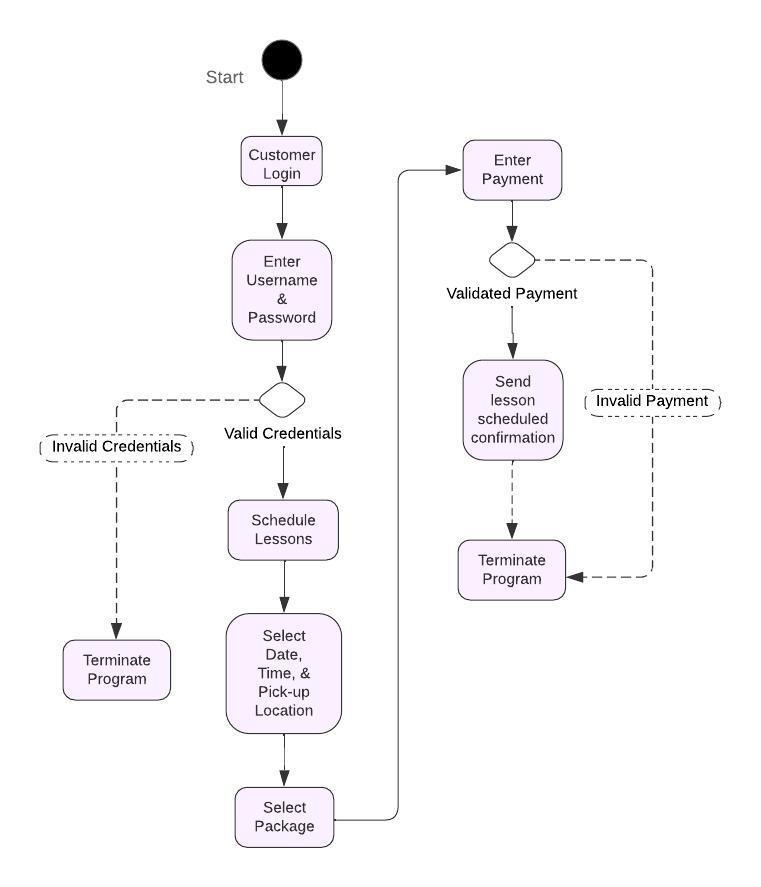 Start
Customer
Login
Enter
Username
&
Password
Invalid Credentials
Valid Credentials
Schedule
Lessons
Terminate
Program
Select
Date,
Time, &
Pick-up
Location
Select
Package
Enter
Payment
Validated Payment
Invalid Payment
Send
lesson
scheduled
confirmation
Terminate
Program